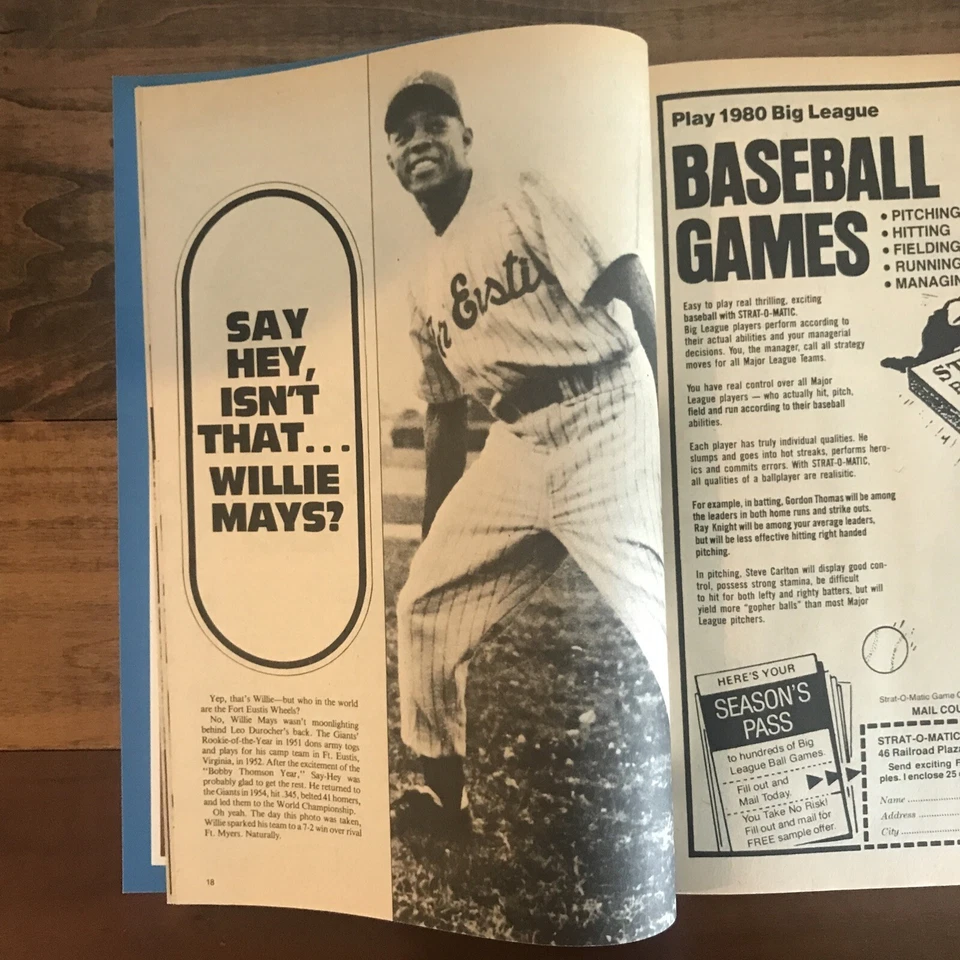 SAY
HEY,
ISN'T
THAT...
WILLIE
MAYS?
Yep, that's Willie—but who in the world
are the Fort Eustis Wheels?
No, Willie Mays wasn't moonlighting
behind Leo Durocher's back. The Giants'
Rookie-of-the-Year in 1951 dons army togs
and plays for his camp team in Ft. Eustis,
Virginia, in 1952. After the excitement of the
"Bobby Thomson Year," Say-Hey was
probably glad to get the rest. He returned to
the Giants in 1954, hit .345, belted 41 homers,
and led them to the World Championship.
Oh yeah. The day this photo was taken,
Willie sparked his team to a 7-2 win over rival
Ft. Myers. Naturally.
18
Eusti
Play 1980 Big League
BASEBALL
GAMES
• PITCHING
• HITTING
• FIELDING
• RUNNING
• MANAGIN
Easy to play real thrilling, exciting
baseball with STRAT-O-MATIC.
Big League players perform according to
their actual abilities and your managerial
decisions. You, the manager, call all strategy
moves for all Major League Teams.
You have real control over all Major
League players — who actually hit, pitch,
field and run according to their baseball
abilities.
Each player has truly individual qualities. He
slumps and goes into hot streaks, performs hero-
ics and commits errors. With STRAT-O-MATIC,
all qualities of a ballplayer are realisitic.
For example, in batting, Gordon Thomas will be among
the leaders in both home runs and strike outs.
Ray Knight will be among your average leaders,
but will be less effective hitting right handed
pitching.
In pitching, Steve Carlton will display good con-
trol, possess strong stamina, be difficult
to hit for both lefty and righty batters, but will
yield more "gopher balls" than most Major
League pitchers.
HERE'S YOUR
SEASON'S
PASS
to hundreds of Big
League Ball Games.
Fill out and
Mail Today.
You Take No Risk!
Fill out and mail for
FREE sample offer.
Strat-O-Matic Game
MAIL COU
STRAT-O-MATIC
46 Railroad Plaza
Send exciting F
ples. I enclose 25
Name
Address
City